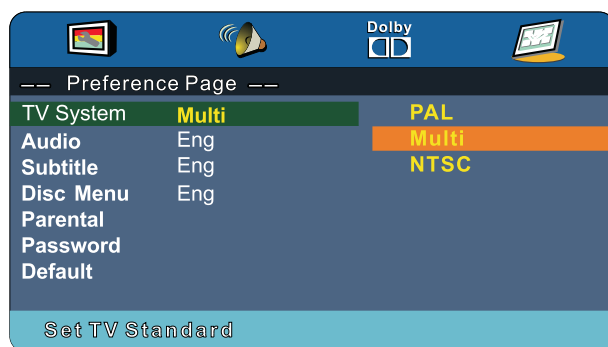 Dolby
-- Preference Page --
TV System Multi PAL
Audio Eng Multi
Subtitle Eng NTSC
Disc Menu Eng
Parental
Password
Default
Set TV Standard